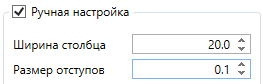 Ручная настройка
Ширина столбца 20.0
Размер отступов 0.1